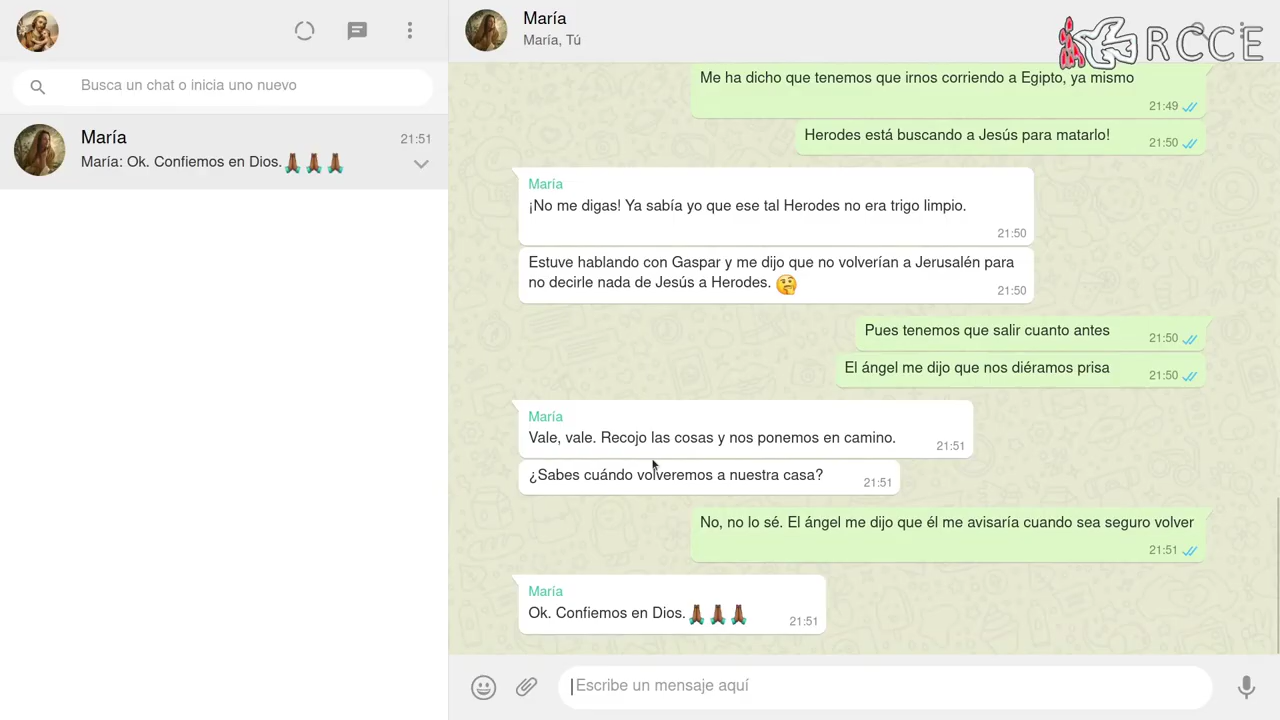 Busca un chat o inicia uno nuevo
María
21:51
María: Ok. Confiemos en Dios.🙏🏾🙏🏾🙏🏾
María
María, Tú
RCCE
Me ha dicho que tenemos que irnos corriendo a Egipto, ya mismo
21:49
Herodes está buscando a Jesús para matarlo!
21:50
María
¡No me digas! Ya sabía yo que ese tal Herodes no era trigo limpio.
21:50
Estuve hablando con Gaspar y me dijo que no volverían a Jerusalén para
no decirle nada de Jesús a Herodes. 🤔
21:50
Pues tenemos que salir cuanto antes
21:50
El ángel me dijo que nos diéramos prisa
21:50
María
Vale, vale. Recojo las cosas y nos ponemos en camino.
21:51
¿Sabes cuándo volveremos a nuestra casa?
21:51
No, no lo sé. El ángel me dijo que él me avisaría cuando sea seguro volver
21:51
María
Ok. Confiemos en Dios.🙏🏾🙏🏾🙏🏾
21:51
Escribe un mensaje aquí